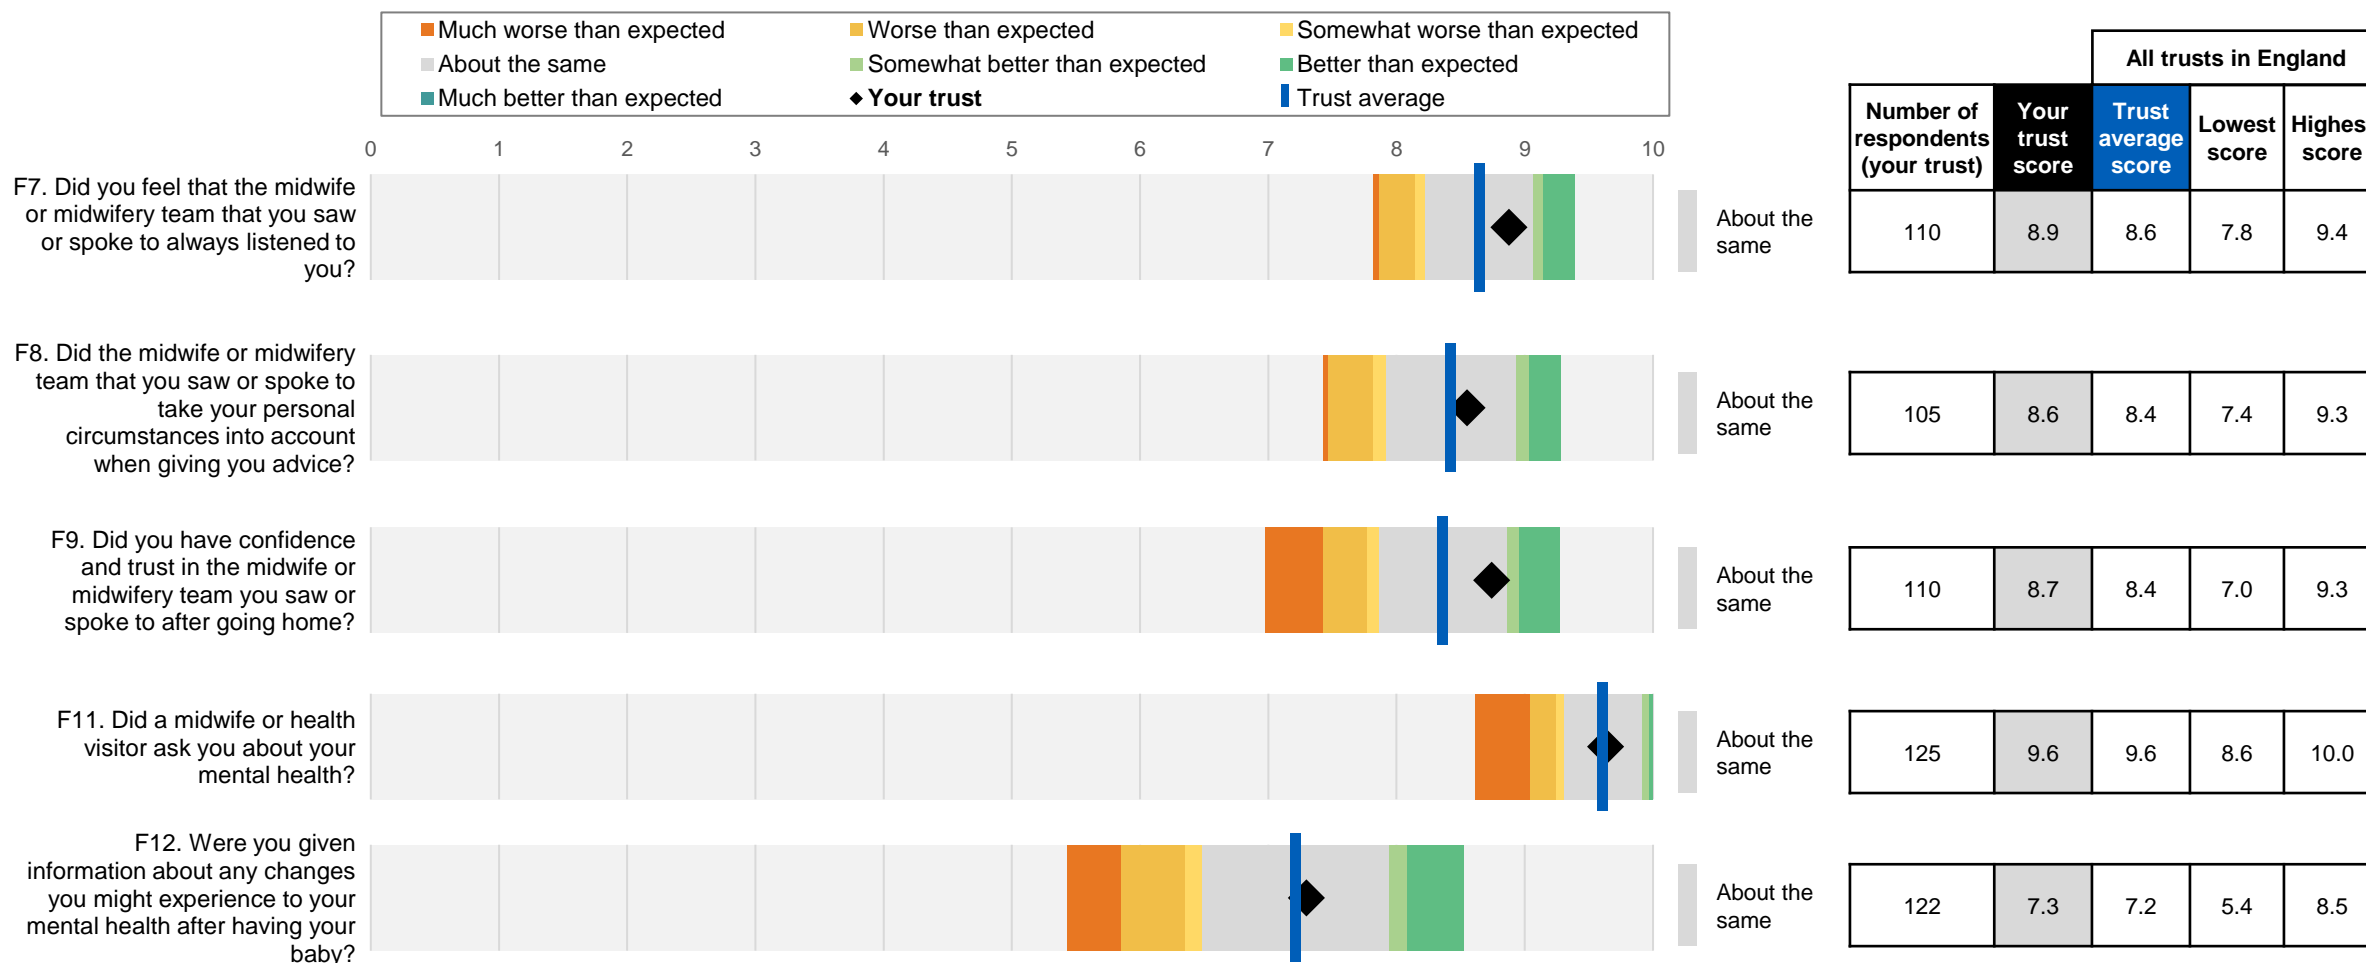 Much worse than expected
Worse than expected
Somewhat worse than expected
About the same
Somewhat better than expected
Better than expected
Much better than expected
Your trust
Trust average
All trusts in England
Number of
respondents
(your trust)
Your
trust
score
Trust
average
score
Lowest
score
Highes
score
0 1 2 3 4 5 6 7 8 9 10
F7. Did you feel that the midwife
or midwifery team that you saw
or spoke to always listened to
you?
About the
same
110 8.9 8.6 7.8 9.4
F8. Did the midwife or midwifery
team that you saw or spoke to
take your personal
circumstances into account
when giving you advice?
About the
same
105 8.6 8.4 7.4 9.3
F9. Did you have confidence
and trust in the midwife or
midwifery team you saw or
spoke to after going home?
About the
same
110 8.7 8.4 7.0 9.3
F11. Did a midwife or health
visitor ask you about your
mental health?
About the
same
125 9.6 9.6 8.6 10.0
F12. Were you given
information about any changes
you might experience to your
mental health after having your
baby?
About the
same
122 7.3 7.2 5.4 8.5